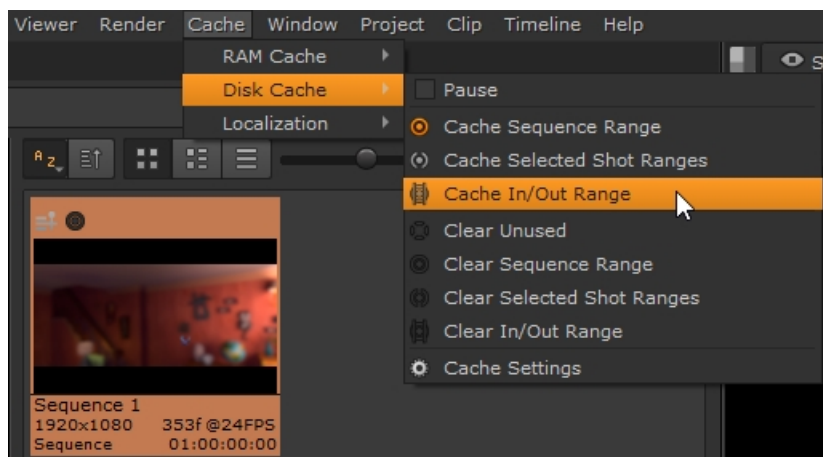 Viewer Render Cache Window Project Clip Timeline Help
RAM Cache
Disk Cache
Localization
Pause
Cache Sequence Range
Cache Selected Shot Ranges
Cache In/Out Range
Clear Unused
Clear Sequence Range
Clear Selected Shot Ranges
Clear In/Out Range
Cache Settings
S
A Z
Sequence 1
1920x1080 353f@24FPS
Sequence 01:00:00:00